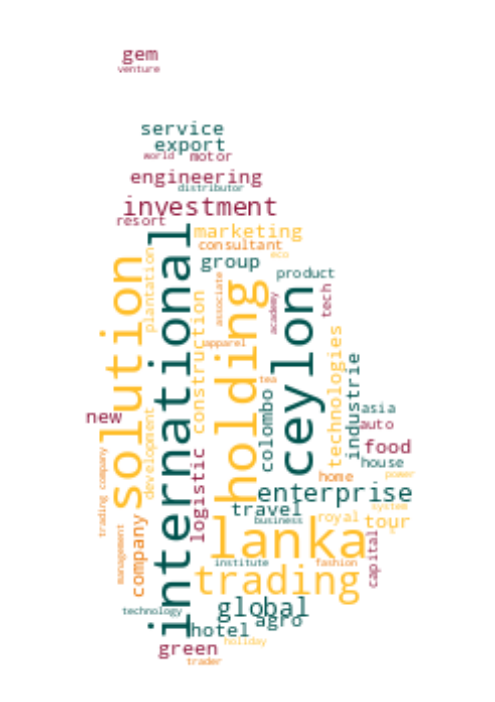 gem
venture
service
export
world
motor
engineering
distributor
investment
resort
international
marketing
consultant
eco
plantation
solution
group
product
associate
holding
academy
ceylon
tech
construction
apparel
technologies
industrie
tea
colombo
asia
new
auto
development
food
house
trading company
logistic
home
power
enterprise
travel
system
business
royal
tour
company
management
lanka
capital
institute
fashion
trading
global
technology
agro
hotel
holiday
green
trader